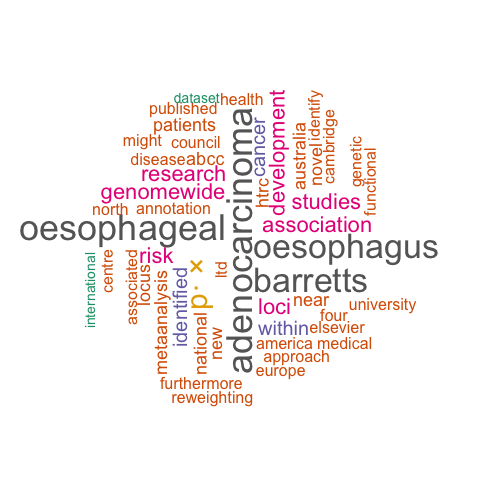 dataset
health
published
patients
might
council
disease
abcc
research
genomewide
north
annotation
oesophageal
adenocarcinoma
cancer
htrc
development
australia
novel
identify
cambridge
genetic
functional
studies
association
oesophagus
barretts
international
centre
associated
locus
risk
metaanalysis
identified
p.
×
ltd
national
new
loci
near
within
four
university
elsevier
america
medical
approach
europe
furthermore
reweighting